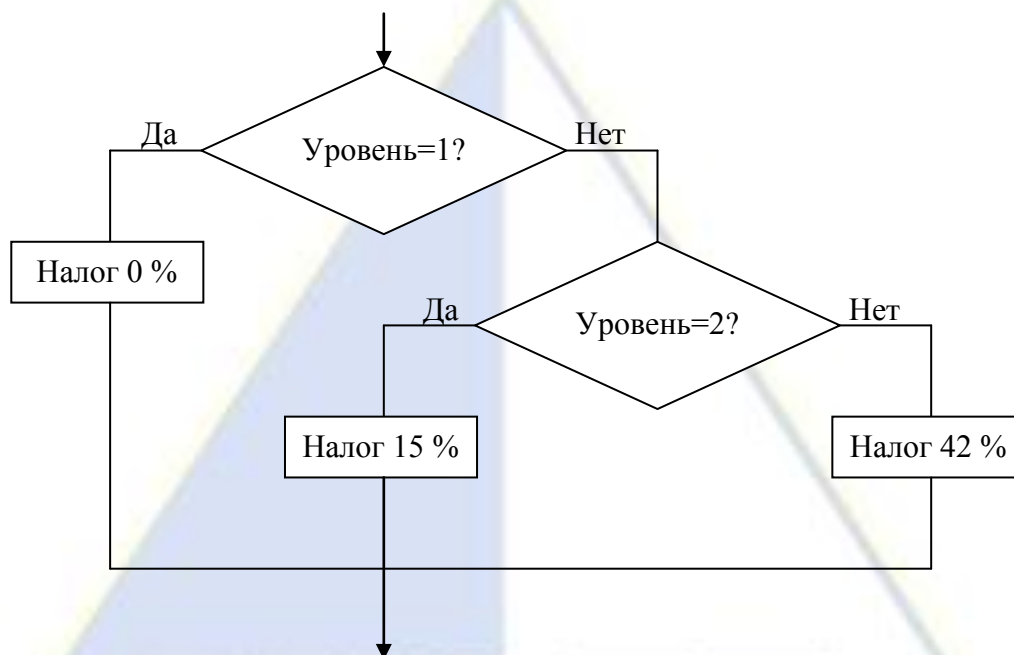 Да
Уровень=1?
Нет
Налог 0 %
Да
Уровень=2?
Нет
Налог 15 %
Налог 42 %